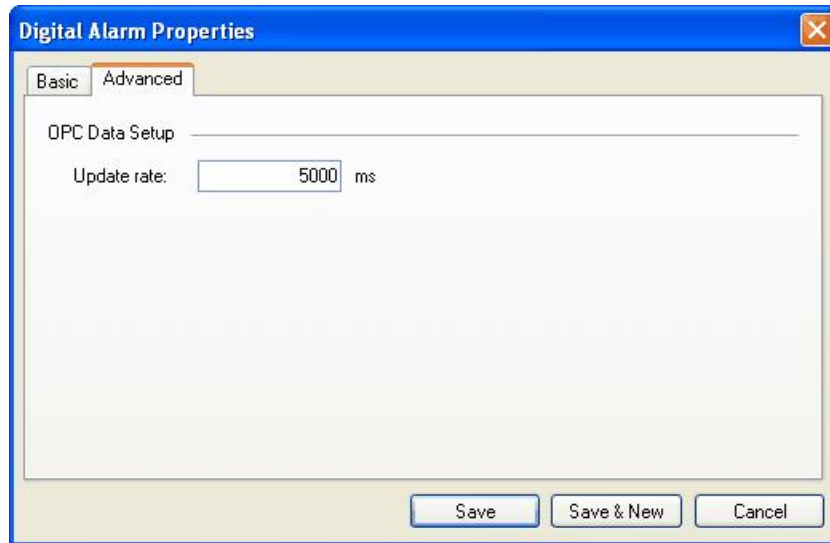 Digital Alarm Properties
Basic Advanced
OPC Data Setup
Update rate: 5000 ms
Save Save & New Cancel